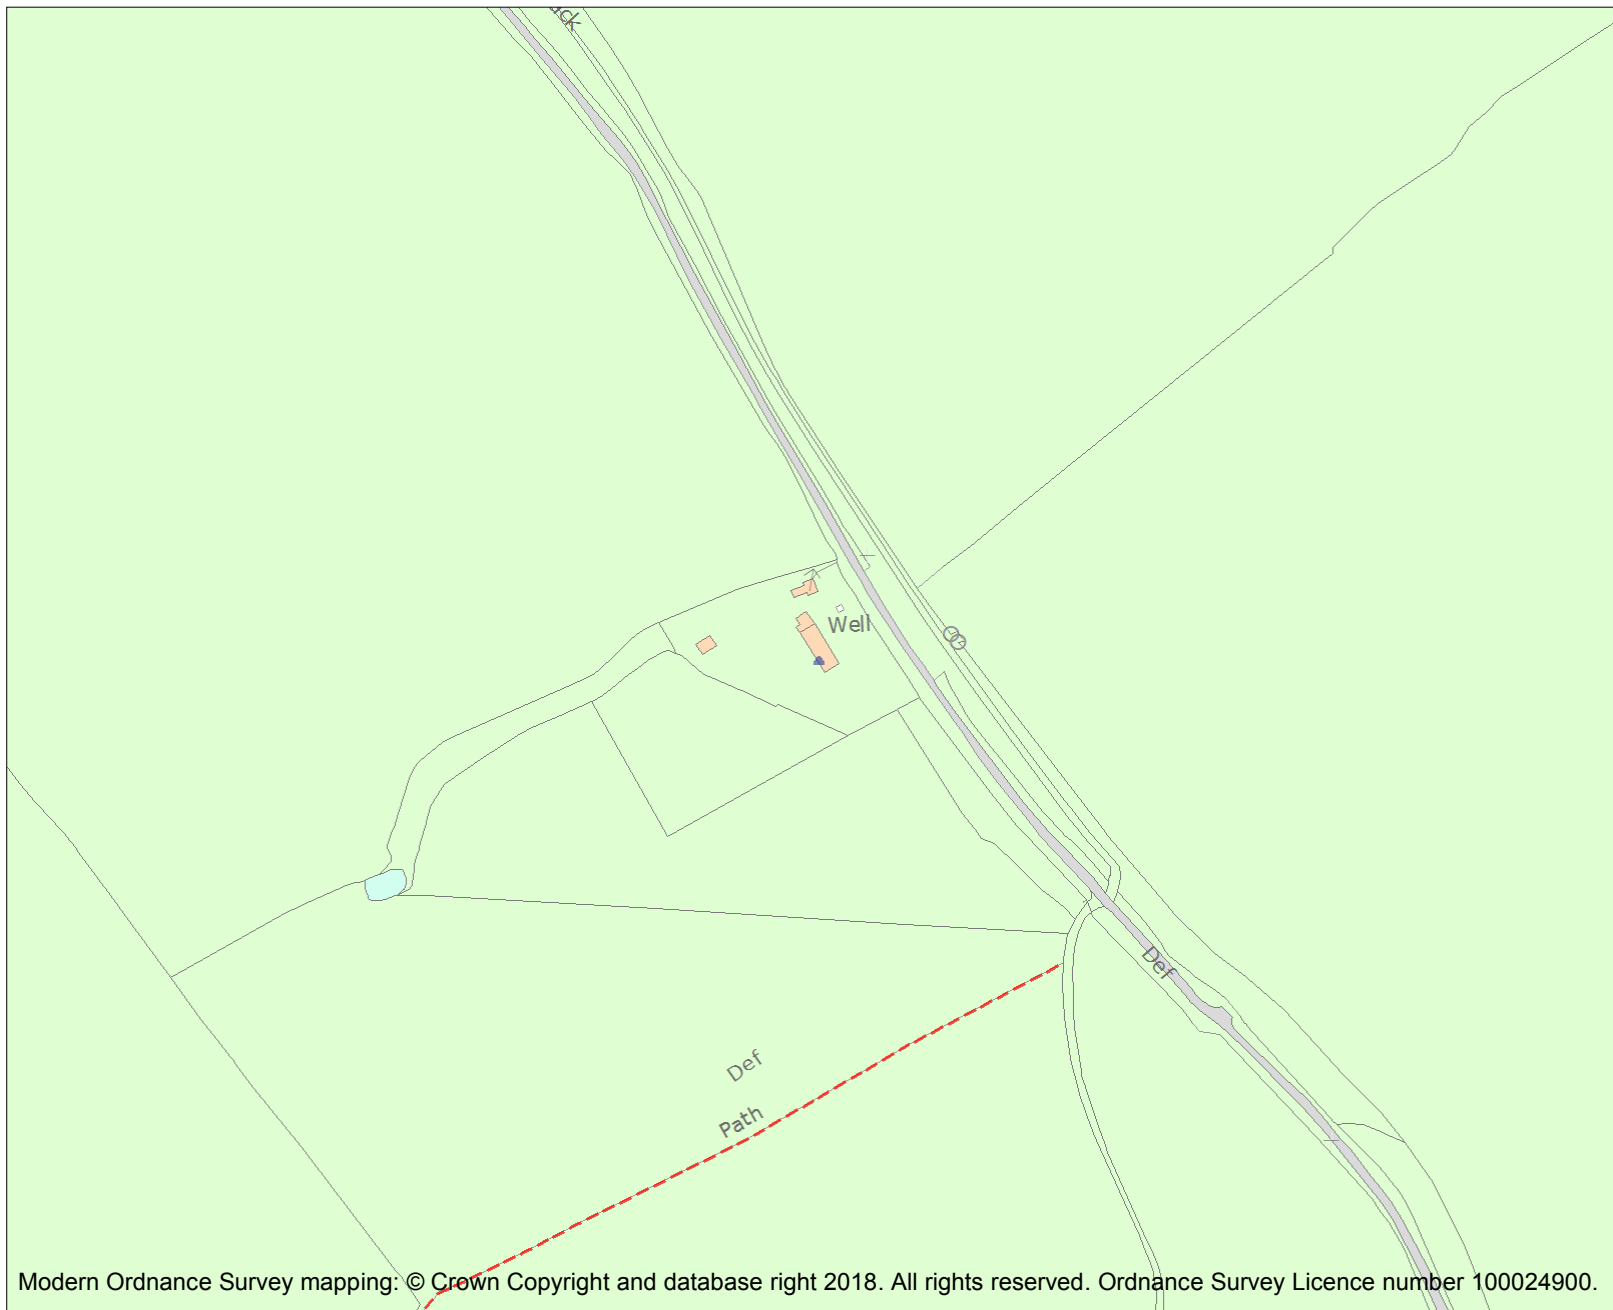 Well
Def
Def
Path
Modern Ordnance Survey mapping: © Crown Copyright and database right 2018. All rights reserved. Ordnance Survey Licence number 100024900.